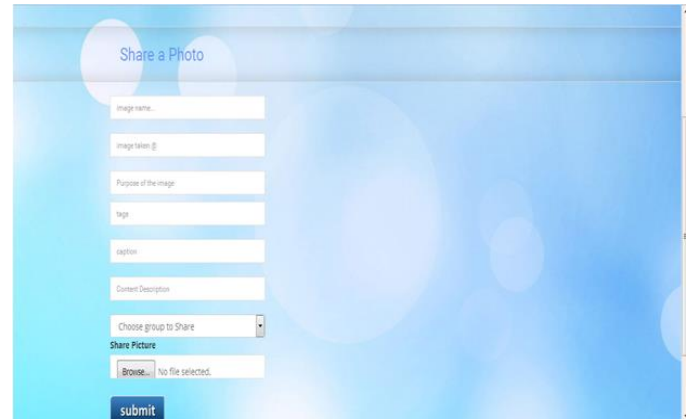 Share a Photo
image name..
image taken @
Purpose of the image
tags
caption
Content Description
Choose group to Share
Share Picture
Browse... No file selected.
submit